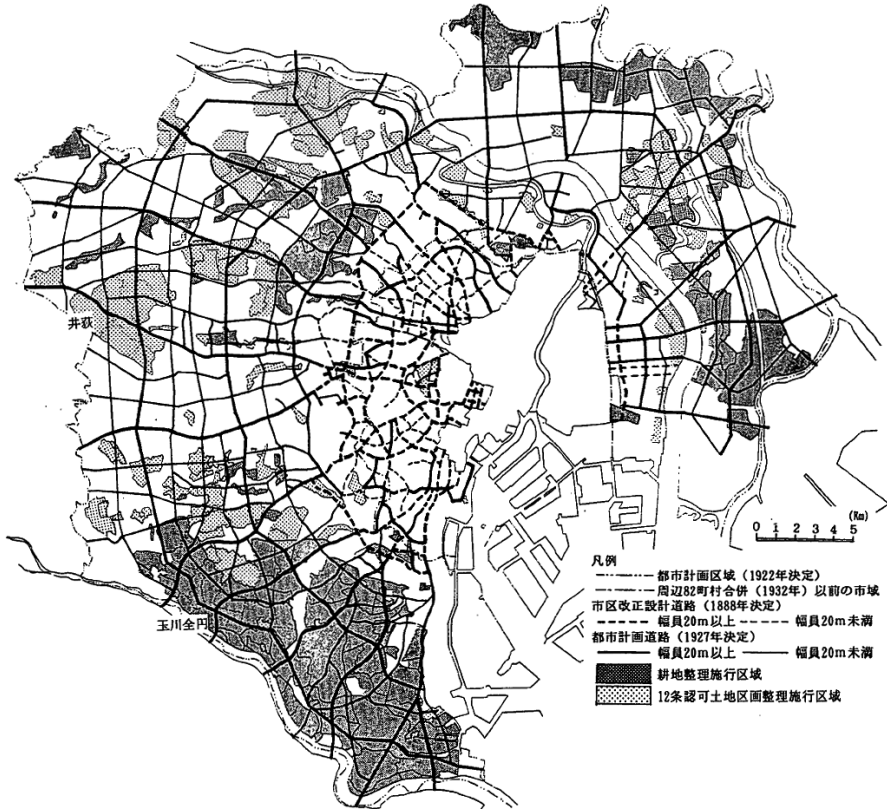 井荻
玉川全円
0 1 2 3 4 5 (Km)
凡例
都市計画区域（1922年決定）
周辺82町村合併（1932年）以前の市域
市区改正設計道路（1888年決定）
幅員20m以上 幅員20m未満
都市計画道路（1927年決定）
幅員20m以上 幅員20m未満
耕地整理施行区域
12条認可土地区画整理施行区域